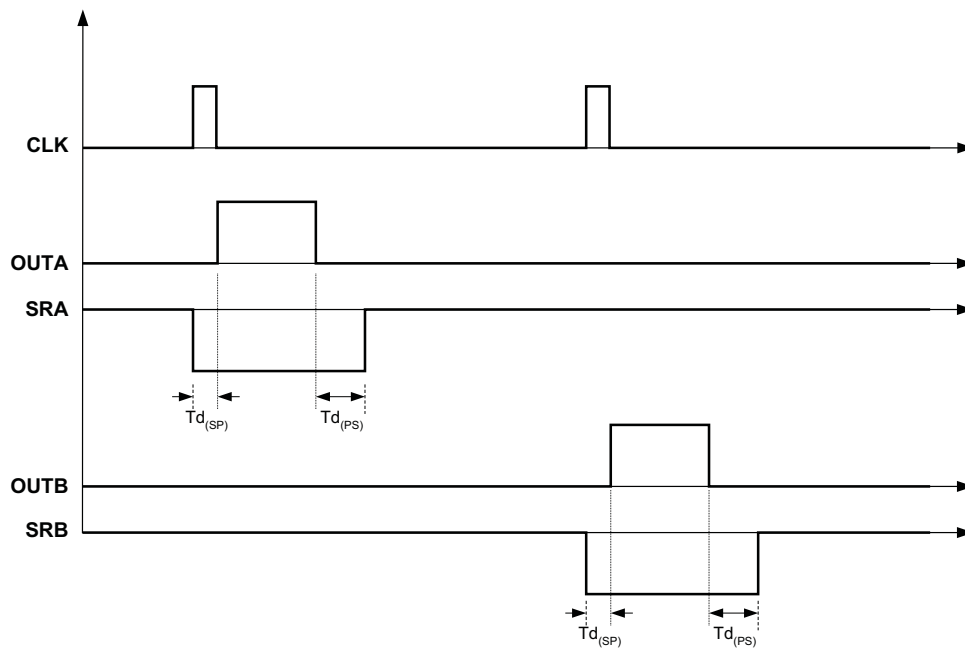 CLK
OUTA
SRA
Td(SP) Td(PS)
OUTB
SRB
Td(SP) Td(PS)